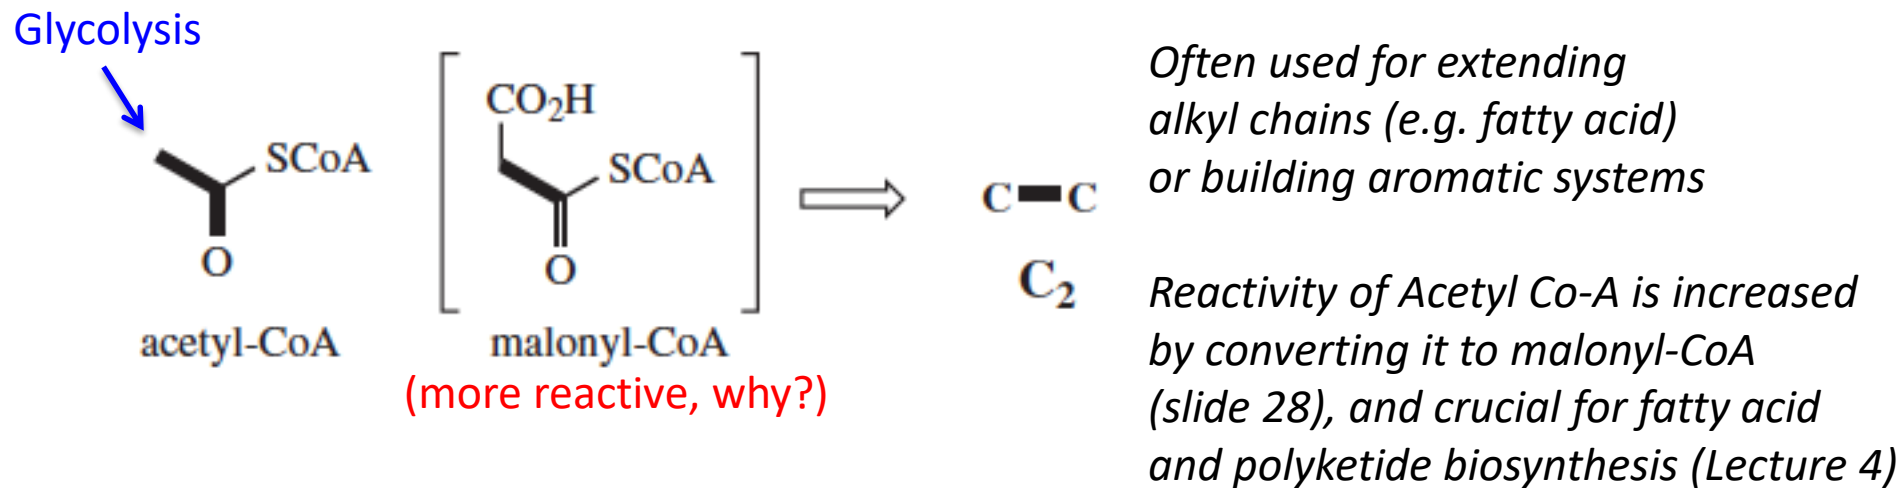 Glycolysis
SCoA
O
acetyl-CoA
CO₂H
SCoA
O
malonyl-CoA
(more reactive, why?)
C C
C₂
Often used for extending
alkyl chains (e.g. fatty acid)
or building aromatic systems
Reactivity of Acetyl Co-A is increased
by converting it to malonyl-CoA
(slide 28), and crucial for fatty acid
and polyketide biosynthesis (Lecture 4)